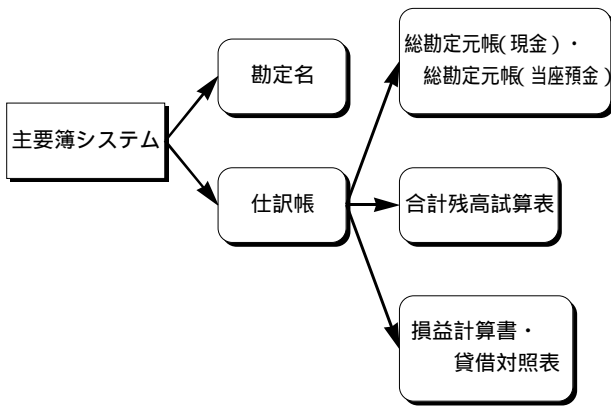 主要簿システム
勘定名
仕訳帳
総勘定元帳(現金)・
総勘定元帳(当座預金)
合計残高試算表
損益計算書・
貸借対照表